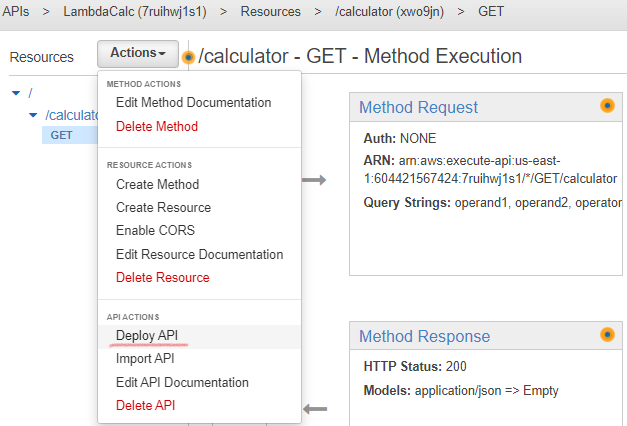 APIs > LambdaCalc (7ruihwj1s1) > Resources > /calculator (xwo9jn) > GET
Resources
Actions
/calculator - GET - Method Execution
/
/calculator
GET
METHOD ACTIONS
Edit Method Documentation
Delete Method
RESOURCE ACTIONS
Create Method
Create Resource
Enable CORS
Edit Resource Documentation
Delete Resource
API ACTIONS
Deploy API
Import API
Edit API Documentation
Delete API
Method Request
Auth: NONE
ARN: arn:aws:execute-api:us-east-
1:604421567424:7ruihwj1s1/*/GET/calculator
Query Strings: operand1, operand2, operator
Method Response
HTTP Status: 200
Models: application/json => Empty